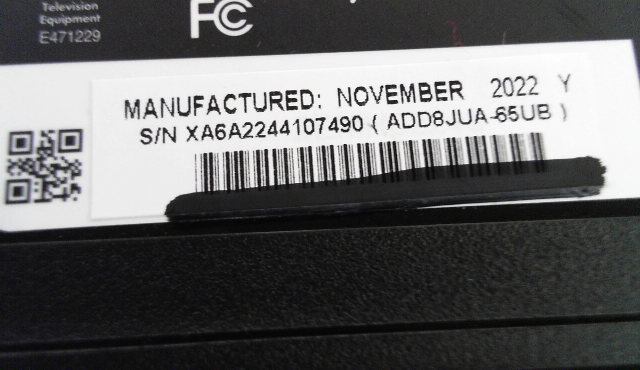 Television
Equipment
E471229
FC
MANUFACTURED: NOVEMBER 2022 Y
S/N XA6A2244107490 ( ADD8JUA-65UB )